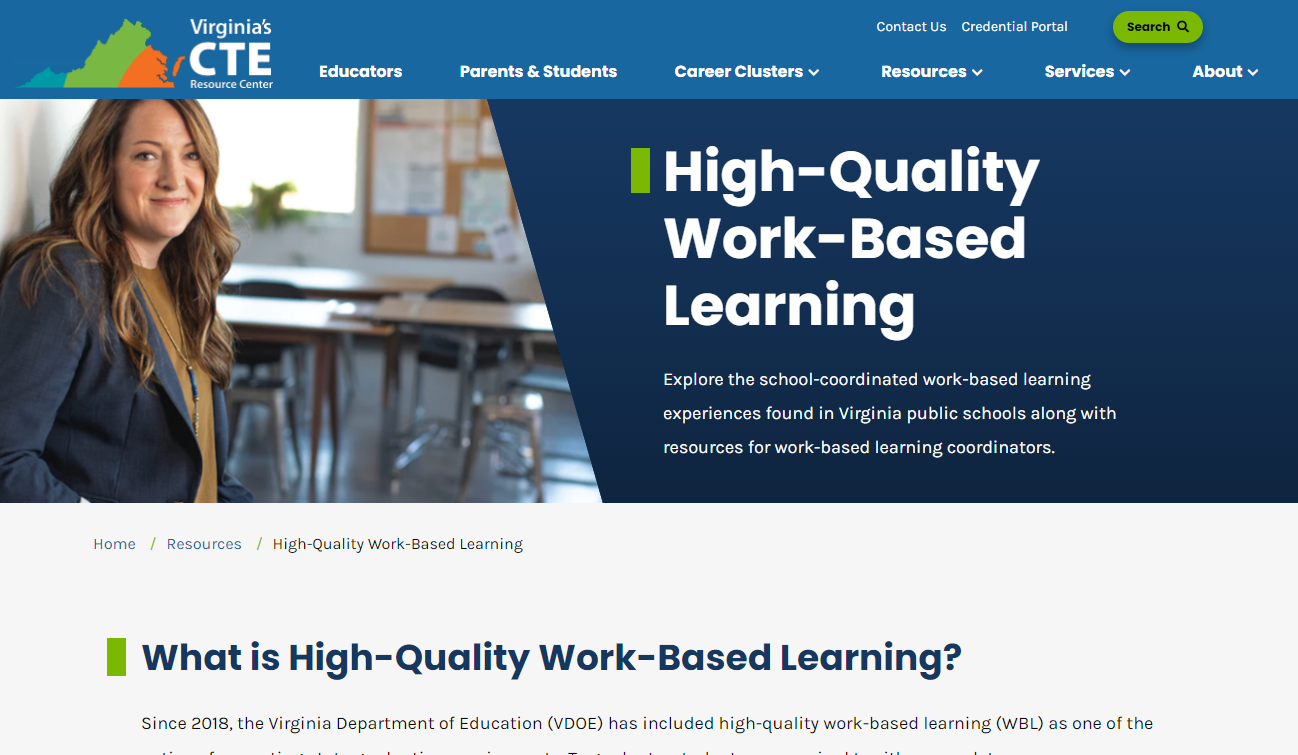 Virginia's
CTE
Resource Center
Contact Us Credential Portal Search
Educators Parents & Students Career Clusters Resources Services About
High-Quality
Work-Based
Learning
Explore the school-coordinated work-based learning
experiences found in Virginia public schools along with
resources for work-based learning coordinators.
Home / Resources / High-Quality Work-Based Learning
What is High-Quality Work-Based Learning?
Since 2018, the Virginia Department of Education (VDOE) has included high-quality work-based learning (WBL) as one of the